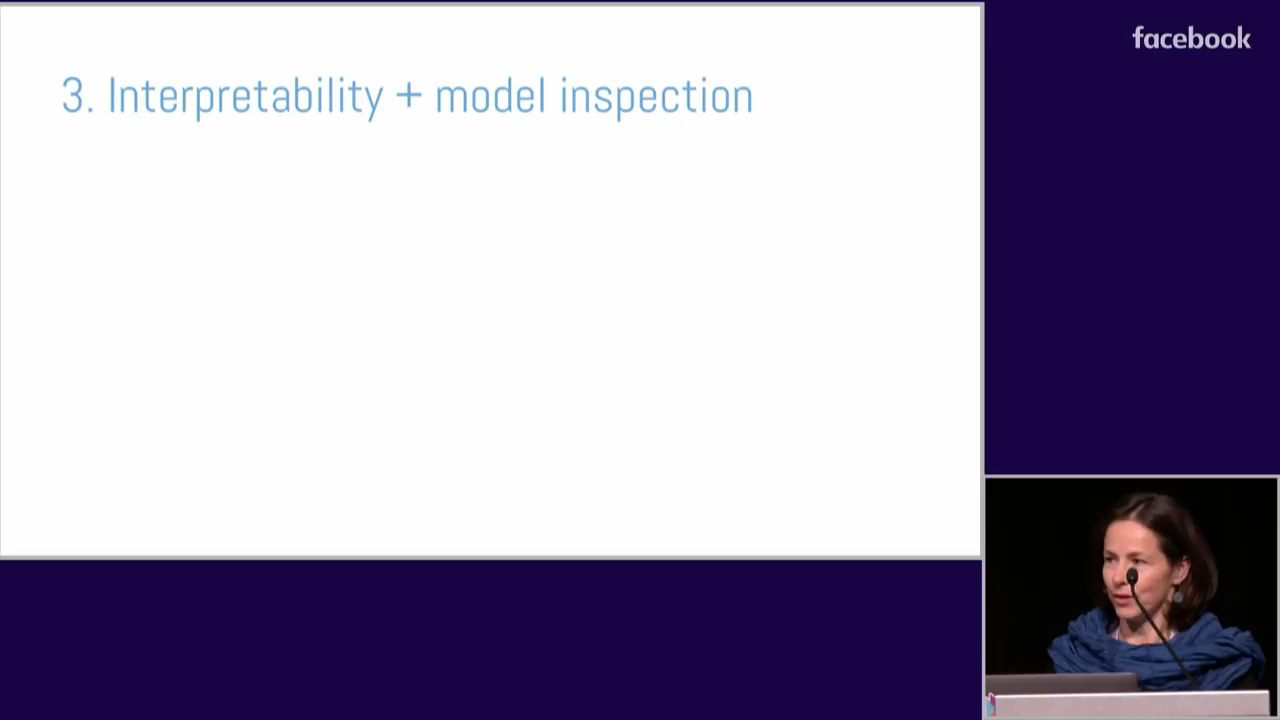 facebook
3. Interpretability + model inspection